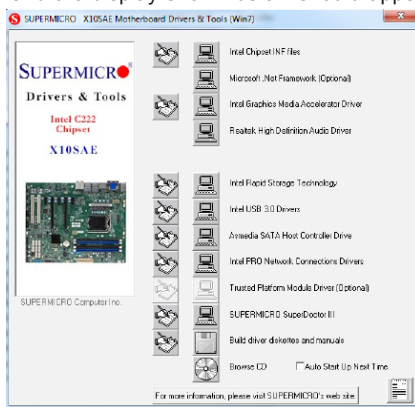 SUPERMICRO X10SAE Motherboard Drivers & Tools (Win7)
SUPERMICRO
Drivers & Tools
Intel C222
Chipset
X10SAE
SUPERMICRO Computer Inc.
Intel Chipset INF files
Microsoft .Net Framework (Optional)
Intel Graphics Media Accelerator Driver
Realtek High Definition Audio Driver
Intel Rapid Storage Technology
Intel USB 3.0 Drivers
Asmedia SATA Host Controller Drive
Intel PRO Network Connections Drivers
Trusted Platform Module Driver (Optional)
SUPERMICRO SuperDoctor III
Build driver diskettes and manuals
Browse CD
Auto Start Up Next Time
For more information, please visit SUPERMICRO's web site